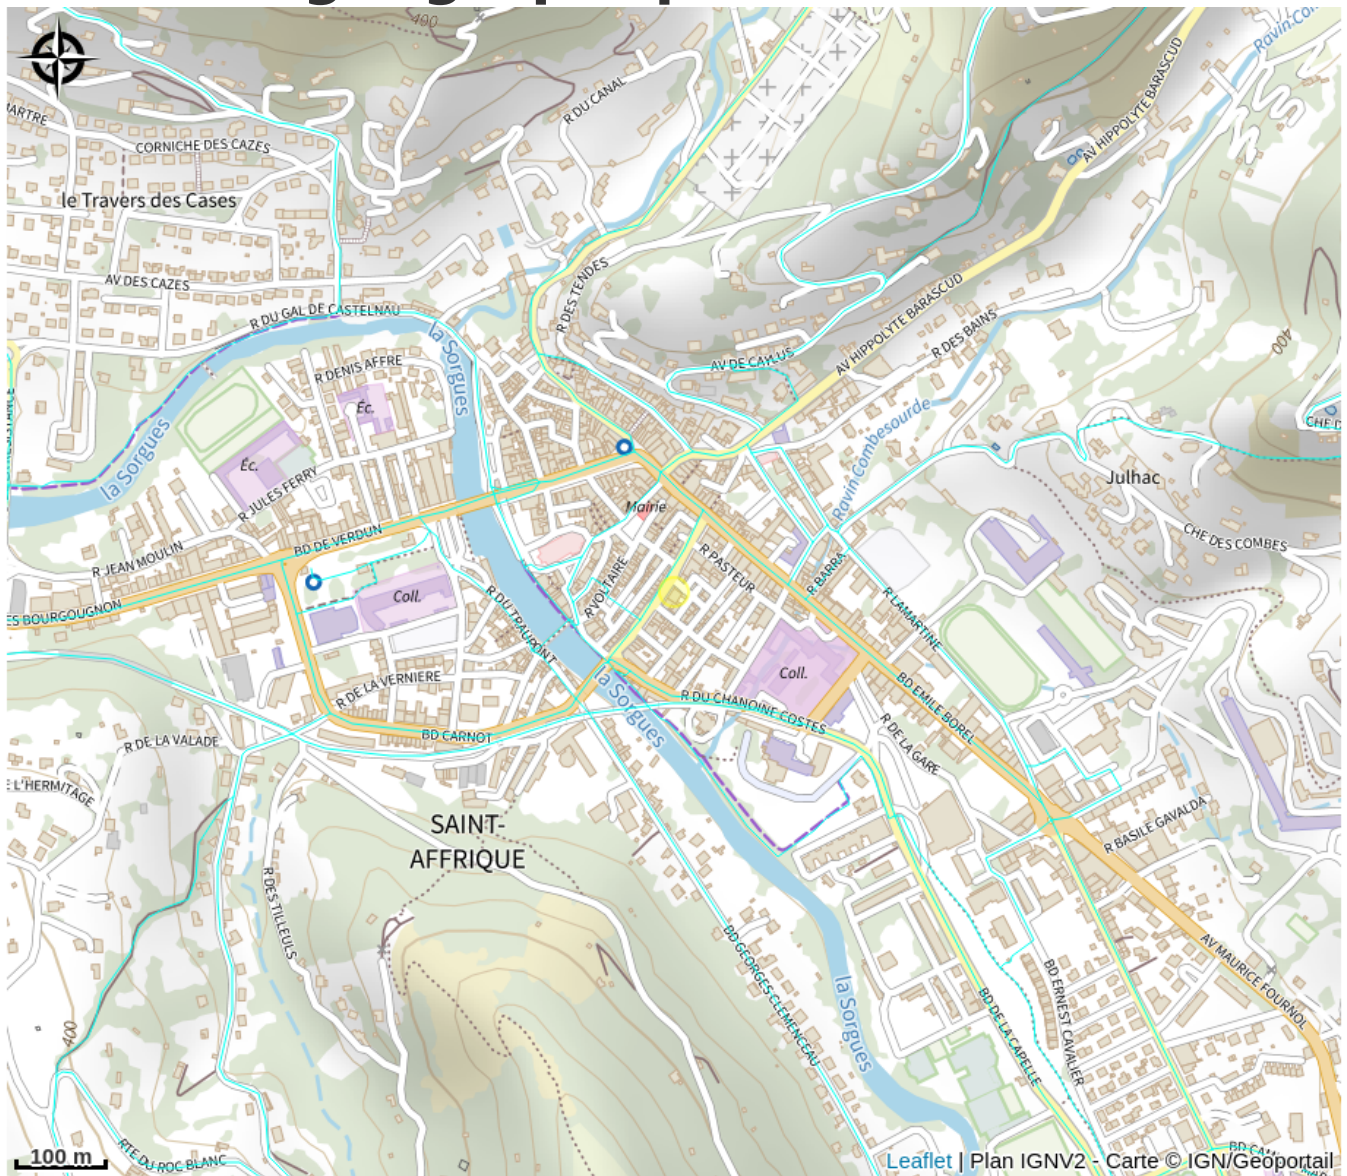 400
R DU CANAL
AV HIPPOLYTE BARASCUD
CORNICHE DES CAZES
le Travers des Cases
AV DES CAZES
R DES TENDES
R DU GAL DE CASTELNAU
la Sorgues
AV HIPPOLYTE BARASCUD
R DES BAINS
400
AV DE CAYLUS
R DENIS AFFRE
Éc.
Ravin Combesourde
la Sorgues
Éc.
R JULES FERRY
Julhac
Mairie
CHE DES COMBES
BD DE VERDUN
R JEAN MOULIN
R PASTEUR
R BARRA
R VOLTAIRE
Coll.
R DU TRAUPONT
R LAMARTINE
ES BOURGOUGNON
Coll.
R DE LA VERNIERE
la Sorgues
R DU CHANOINE COSTES
BD EMILE BOREL
BD CARNOT
R DE LA GARE
R DE LA VALADE
E L'HERMITAGE
SAINT-
AFFRIQUE
R BASILE GAVALDA
R DES TILLEULS
BD GEORGES CLEMENCEAU
AV MAURICE FOURNOL
la Sorgues
BD DE LA CAPELLE
BD ERNEST CAVALIER
400
RTE DU ROC BLANC
100 m
Leaflet | Plan IGNV2 - Carte © IGN/Geoportail